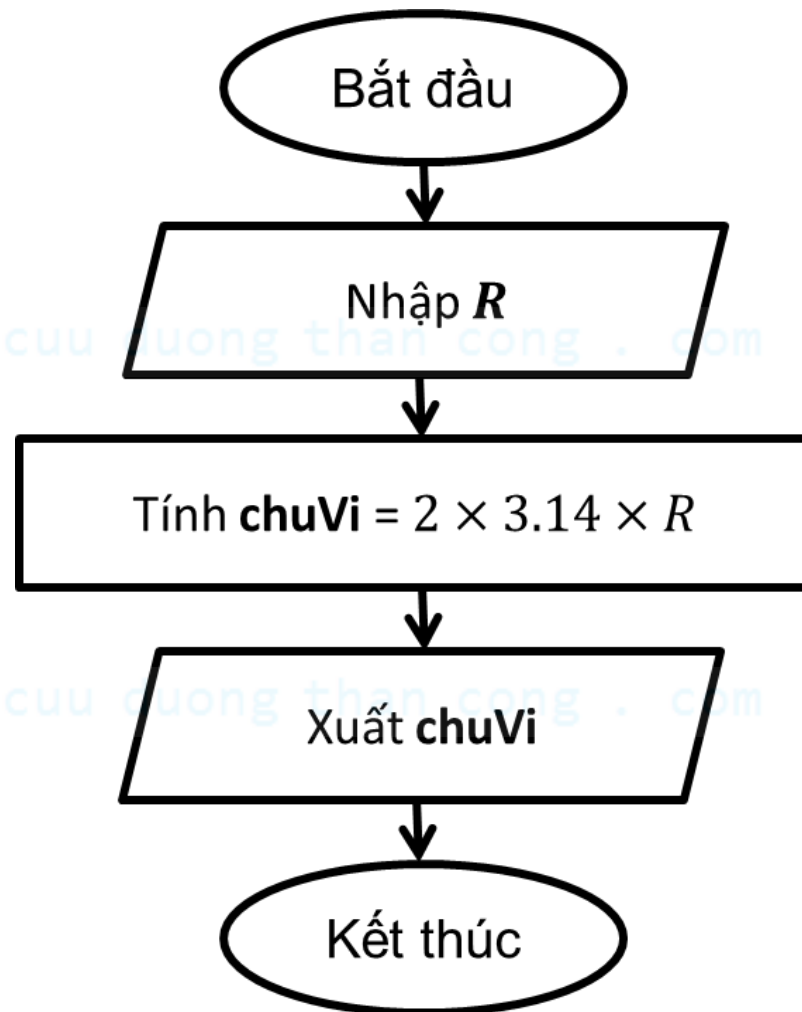 Bắt đầu
Nhập R
cuu duong than cong . com
Tính chuVi = 2 × 3.14 × R
cuu duong than cong . com
Xuất chuVi
Kết thúc